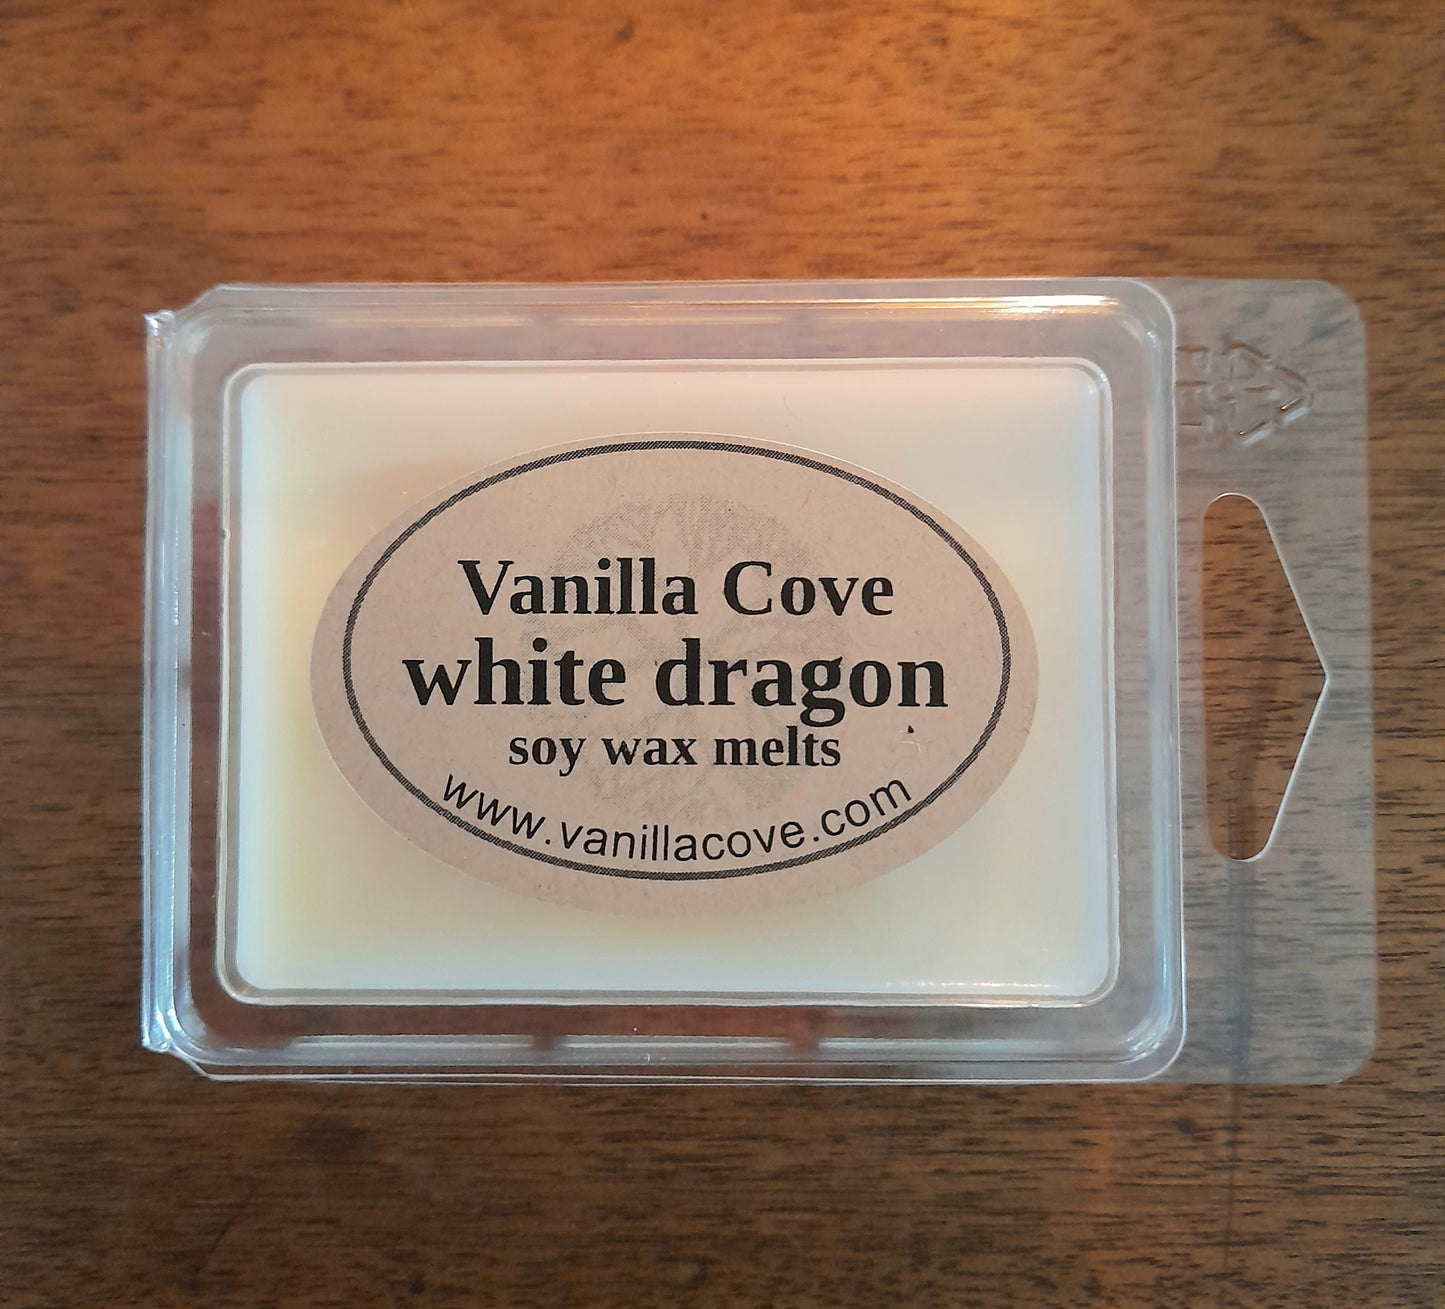 Vanilla Cove
white dragon
soy wax melts
www.vanillacove.com